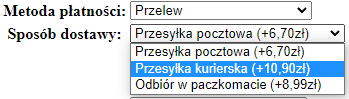 Metoda płatności: Przelew
Sposób dostawy: Przesyłka pocztowa (+6,70zł)
Przesyłka pocztowa (+6,70zł)
Przesyłka kurierska (+10,90zł)
Odbiór w paczkomacie (+8,99zł)